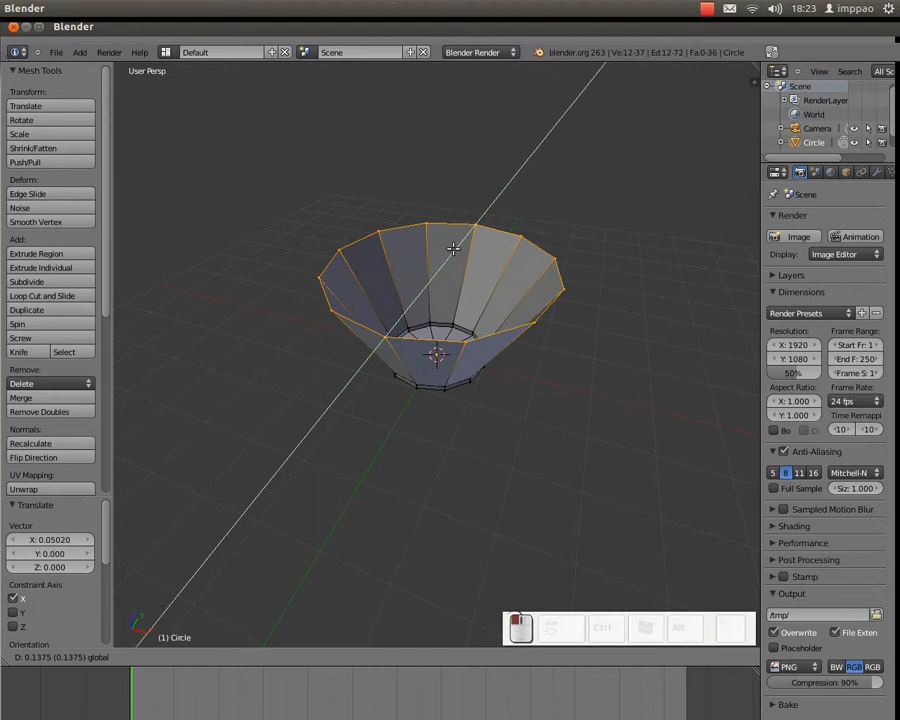 Blender
18:23
imppao
Blender
File
Add
Render
Help
Default
Scene
Blender Render
blender.org 263 | Ve:12-37 | Ed:12-72 | Fa:0-36 | Circle
Mesh Tools
User Persp
View
Search
All Sc
Transform:
Translate
Rotate
Scale
Shrink/Fatten
Push/Pull
Deform:
Edge Slide
Noise
Smooth Vertex
Add:
Extrude Region
Extrude Individual
Subdivide
Loop Cut and Slide
Duplicate
Spin
Screw
Knife
Select
Remove:
Delete
Merge
Remove Doubles
Normals:
Recalculate
Flip Direction
UV Mapping:
Unwrap
Translate
Vector
X: 0.05020
Y: 0.000
Z: 0.000
Constraint Axis
X
Y
Z
Orientation
(1) Circle
D: 0.1375 (0.1375) global
Ctrl
Alt
Scene
RenderLayer
World
Camera
Circle
Scene
Render
Image
Animation
Display:
Image Editor
Layers
Dimensions
Render Presets
Resolution:
Frame Range:
X: 1920
Start Fr: 1
Y: 1080
End F: 250
50%
Frame S: 1
Aspect Ratio:
Frame Rate:
X: 1.000
24 fps
Y: 1.000
Time Remappi
Bo
Cr
10
10
Anti-Aliasing
5
8
11
16
Mitchell-N
Full Sample
Siz: 1.000
Sampled Motion Blur
Shading
Performance
Post Processing
Stamp
Output
/tmp/
Overwrite
File Exten
Placeholder
PNG
BW
RGB
RGB
Compression: 90%
Bake